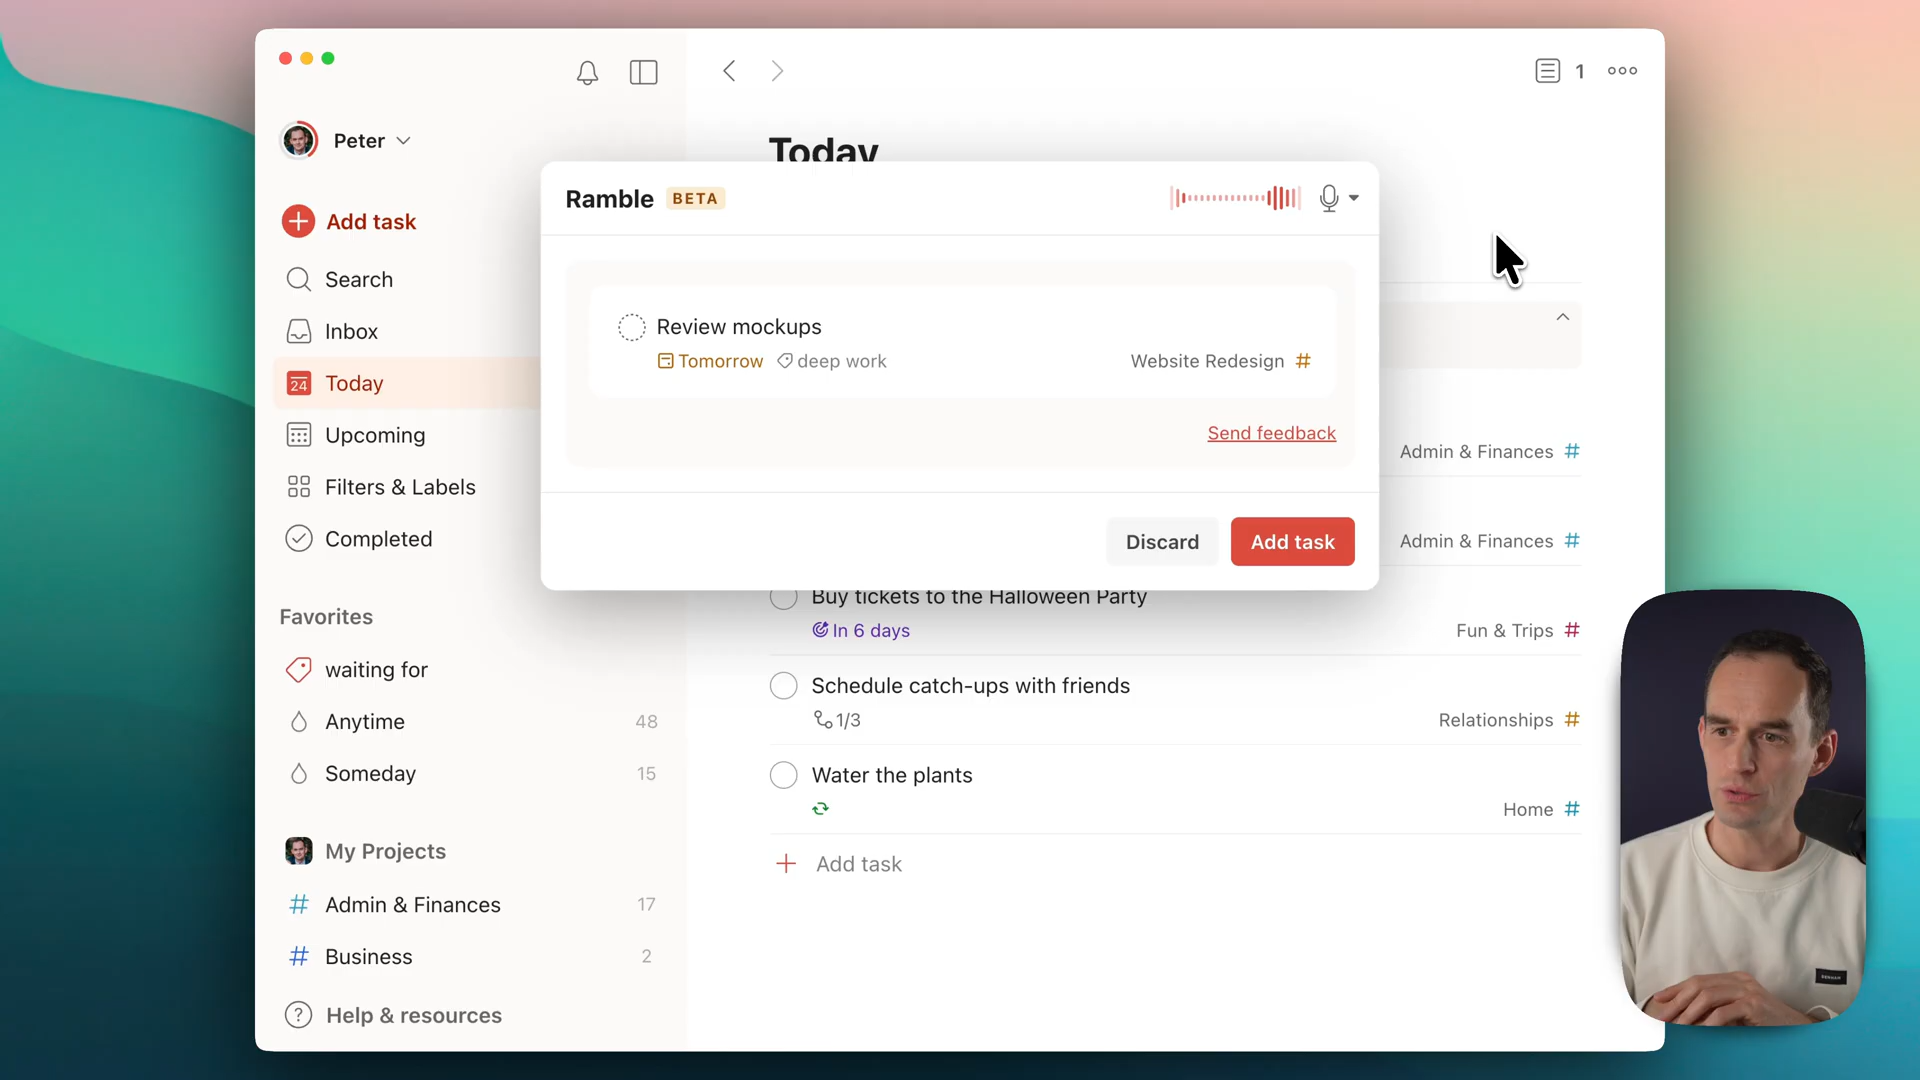 1
Peter
Add task
Search
Inbox
24
Today
Upcoming
Filters & Labels
Completed
Favorites
waiting for
Anytime 48
Someday 15
My Projects
Admin & Finances 17
Business 2
Help & resources
Today
Ramble BETA
Review mockups
Tomorrow deep work Website Redesign #
Send feedback
Discard Add task
Admin & Finances #
Admin & Finances #
Buy tickets to the Halloween Party
In 6 days Fun & Trips #
Schedule catch-ups with friends
1/3 Relationships #
Water the plants
Home #
Add task